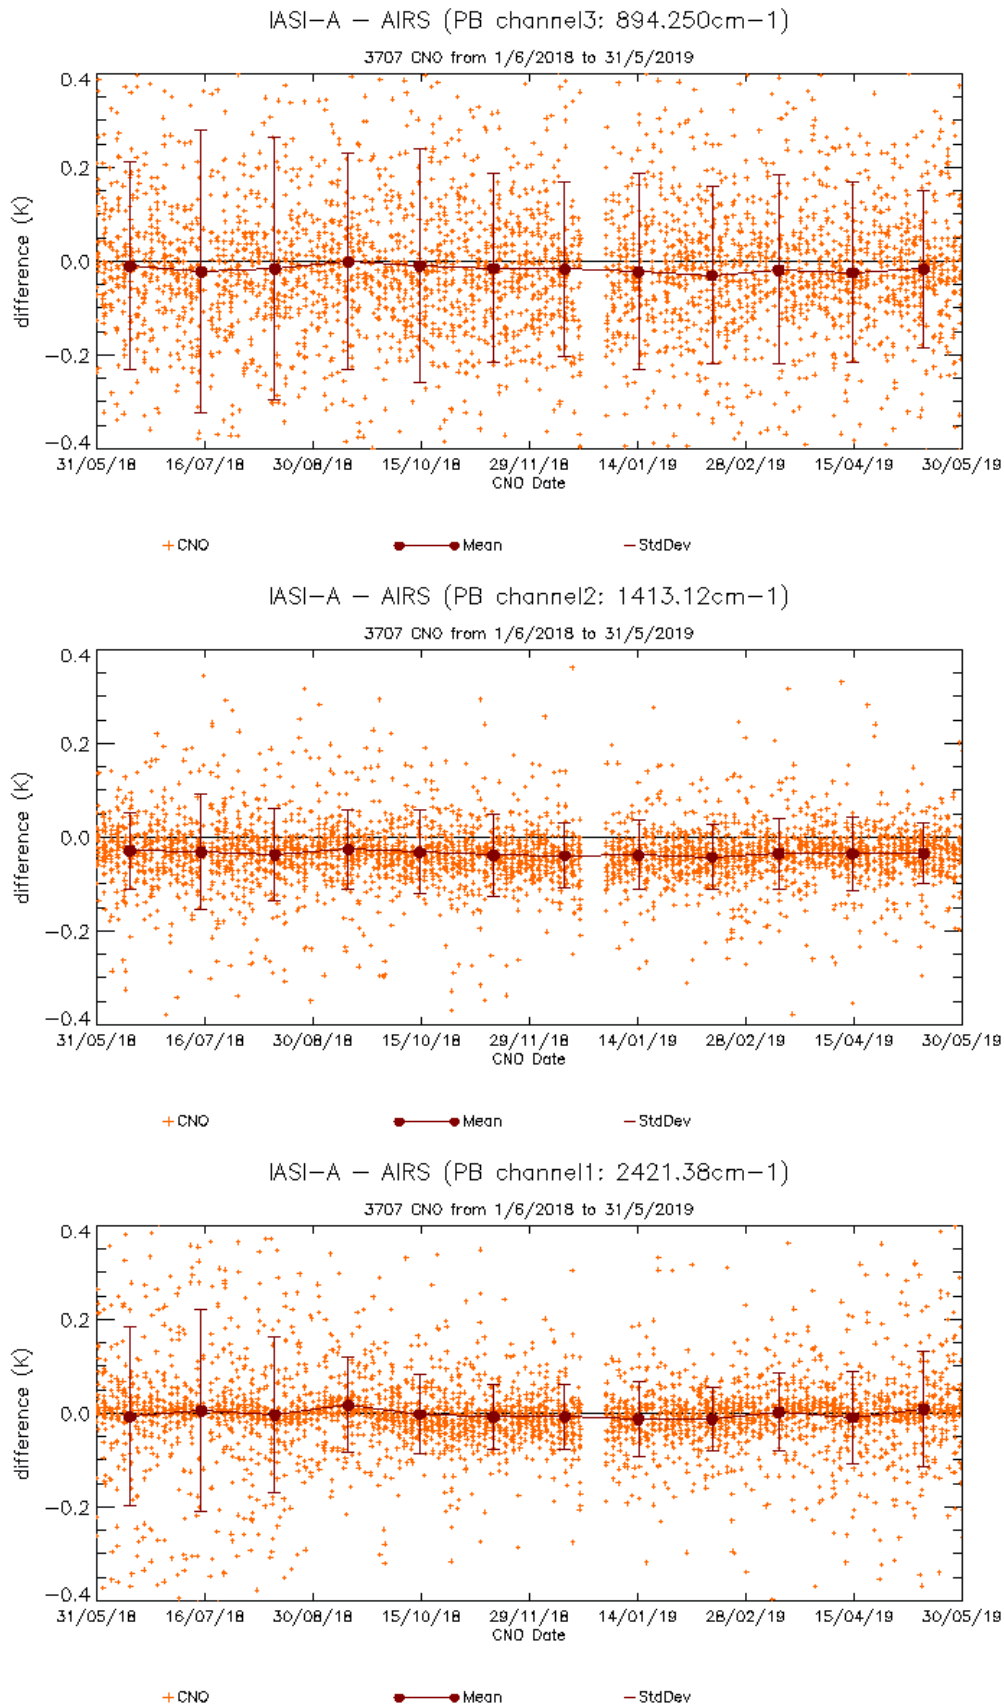 IASI-A - AIRS (PB channel3: 894.250cm-1)
3707 CNO from 1/6/2018 to 31/5/2019
0.4
0.2
0.0
-0.2
-0.4
difference (K)
31/05/18 16/07/18 30/08/18 15/10/18 29/11/18 14/01/19 28/02/19 15/04/19 30/05/19
CNO Date
CNO Mean StdDev
IASI-A - AIRS (PB channel2: 1413.12cm-1)
3707 CNO from 1/6/2018 to 31/5/2019
0.4
0.2
0.0
-0.2
-0.4
difference (K)
31/05/18 16/07/18 30/08/18 15/10/18 29/11/18 14/01/19 28/02/19 15/04/19 30/05/19
CNO Date
CNO Mean StdDev
IASI-A - AIRS (PB channel1: 2421.38cm-1)
3707 CNO from 1/6/2018 to 31/5/2019
0.4
0.2
0.0
-0.2
-0.4
difference (K)
31/05/18 16/07/18 30/08/18 15/10/18 29/11/18 14/01/19 28/02/19 15/04/19 30/05/19
CNO Date
CNO Mean StdDev